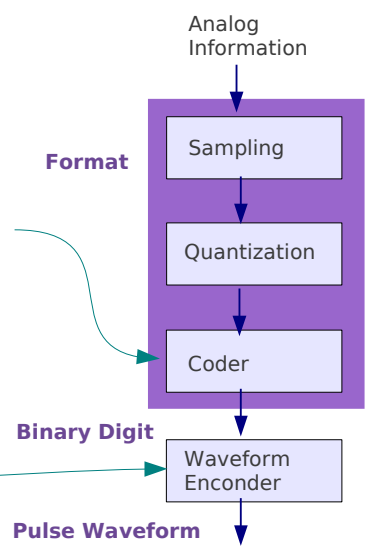 Analog
Information
Sampling
Format
Quantization
Coder
Binary Digit
Waveform
Enconder
Pulse Waveform